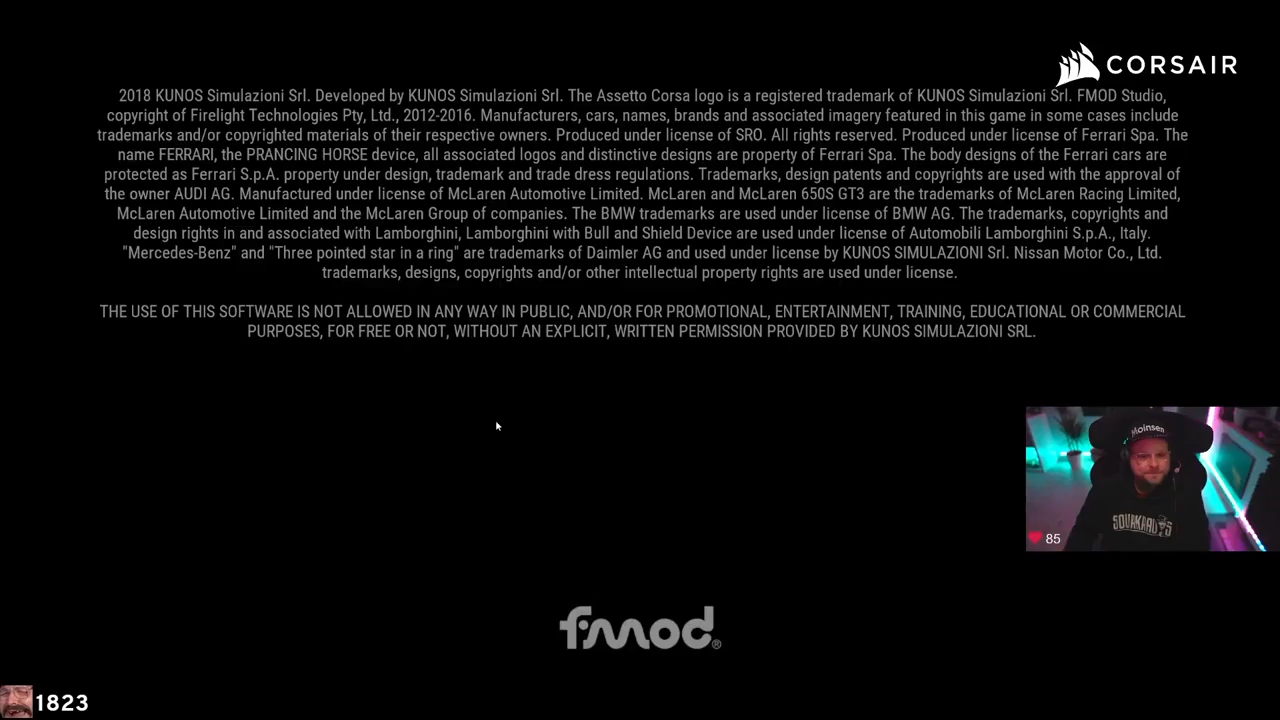 CORSAIR
2018 KUNOS Simulazioni Srl. Developed by KUNOS Simulazioni Srl. The Assetto Corsa logo is a registered trademark of KUNOS Simulazioni Srl. FMOD Studio,
copyright of Firelight Technologies Pty, Ltd., 2012-2016. Manufacturers, cars, names, brands and associated imagery featured in this game in some cases include
trademarks and/or copyrighted materials of their respective owners. Produced under license of SRO. All rights reserved. Produced under license of Ferrari Spa. The
name FERRARI, the PRANCING HORSE device, all associated logos and distinctive designs are property of Ferrari Spa. The body designs of the Ferrari cars are
protected as Ferrari S.p.A. property under design, trademark and trade dress regulations. Trademarks, design patents and copyrights are used with the approval of
the owner AUDI AG. Manufactured under license of McLaren Automotive Limited. McLaren and McLaren 650S GT3 are the trademarks of McLaren Racing Limited,
McLaren Automotive Limited and the McLaren Group of companies. The BMW trademarks are used under license of BMW AG. The trademarks, copyrights and
design rights in and associated with Lamborghini, Lamborghini with Bull and Shield Device are used under license of Automobili Lamborghini S.p.A., Italy.
"Mercedes-Benz" and "Three pointed star in a ring" are trademarks of Daimler AG and used under license by KUNOS SIMULAZIONI Srl. Nissan Motor Co., Ltd.
trademarks, designs, copyrights and/or other intellectual property rights are used under license.
THE USE OF THIS SOFTWARE IS NOT ALLOWED IN ANY WAY IN PUBLIC, AND/OR FOR PROMOTIONAL, ENTERTAINMENT, TRAINING, EDUCATIONAL OR COMMERCIAL
PURPOSES, FOR FREE OR NOT, WITHOUT AN EXPLICIT, WRITTEN PERMISSION PROVIDED BY KUNOS SIMULAZIONI SRL.
Moinsen
85
fmod®
1823